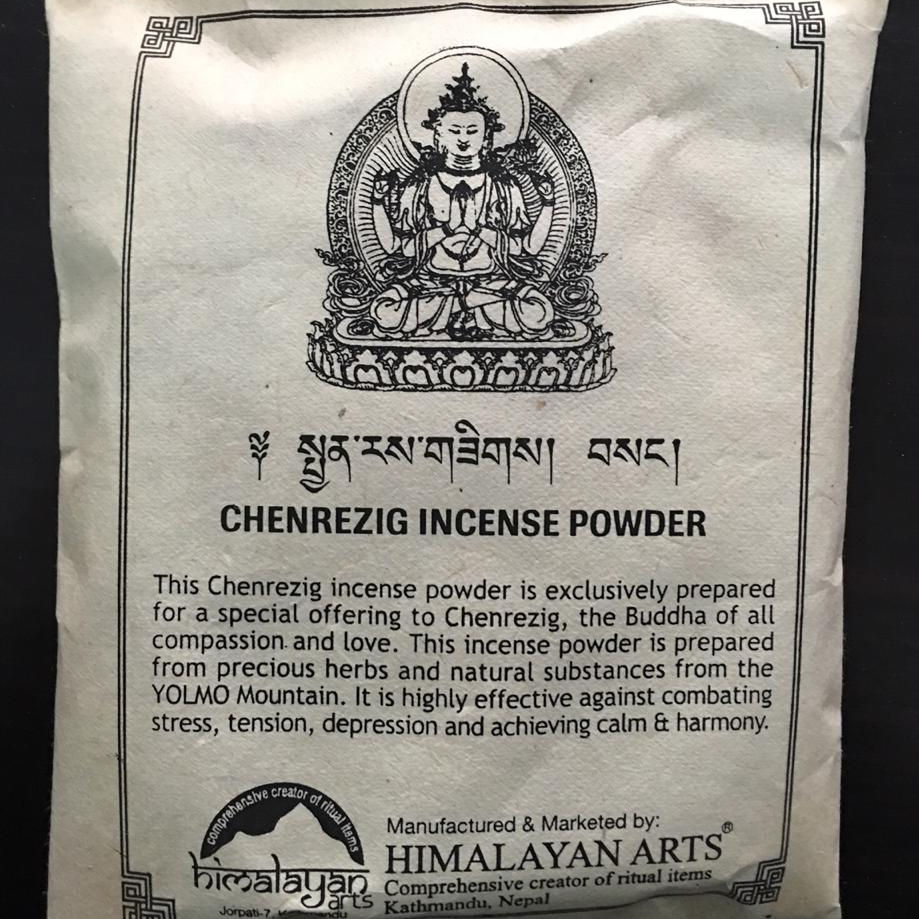 སྤྱན་རས་གཟིགས། བསང།
CHENREZIG INCENSE POWDER
This Chenrezig incense powder is exclusively prepared
for a special offering to Chenrezig, the Buddha of all
compassion and love. This incense powder is prepared
from precious herbs and natural substances from the
YOLMO Mountain. It is highly effective against combating
stress, tension, depression and achieving calm & harmony.
comprehensive creator of ritual items
himalayan
arts
Jorpati-7,
Manufactured & Marketed by:
HIMALAYAN ARTS®
Comprehensive creator of ritual items
Kathmandu, Nepal